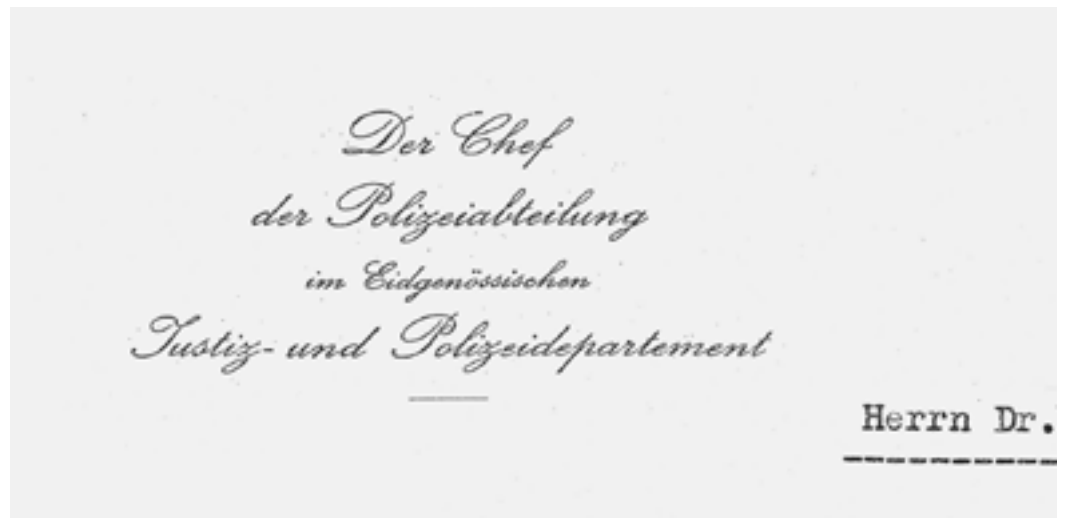 Der Chef
der Polizeiabteilung
im Eidgenössischen
Justiz- und Polizeidepartement
Herrn Dr.